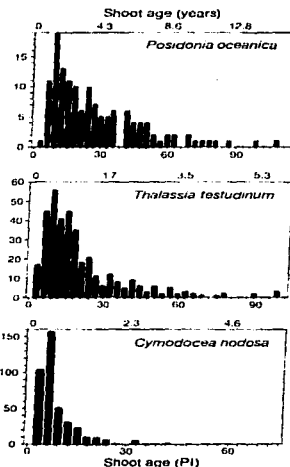 Shoot age (years)
0 4.3 8.6 12.8
Posidonia oceanica
15
10
5
0
0 30 60 90
0 1.7 3.5 5.3
Thalassia testudinum
60
50
40
30
20
10
0
0 30 60 90
0 2.3 4.6
Cymodocea nodosa
150
100
50
0
0 30 60
Shoot age (PI)